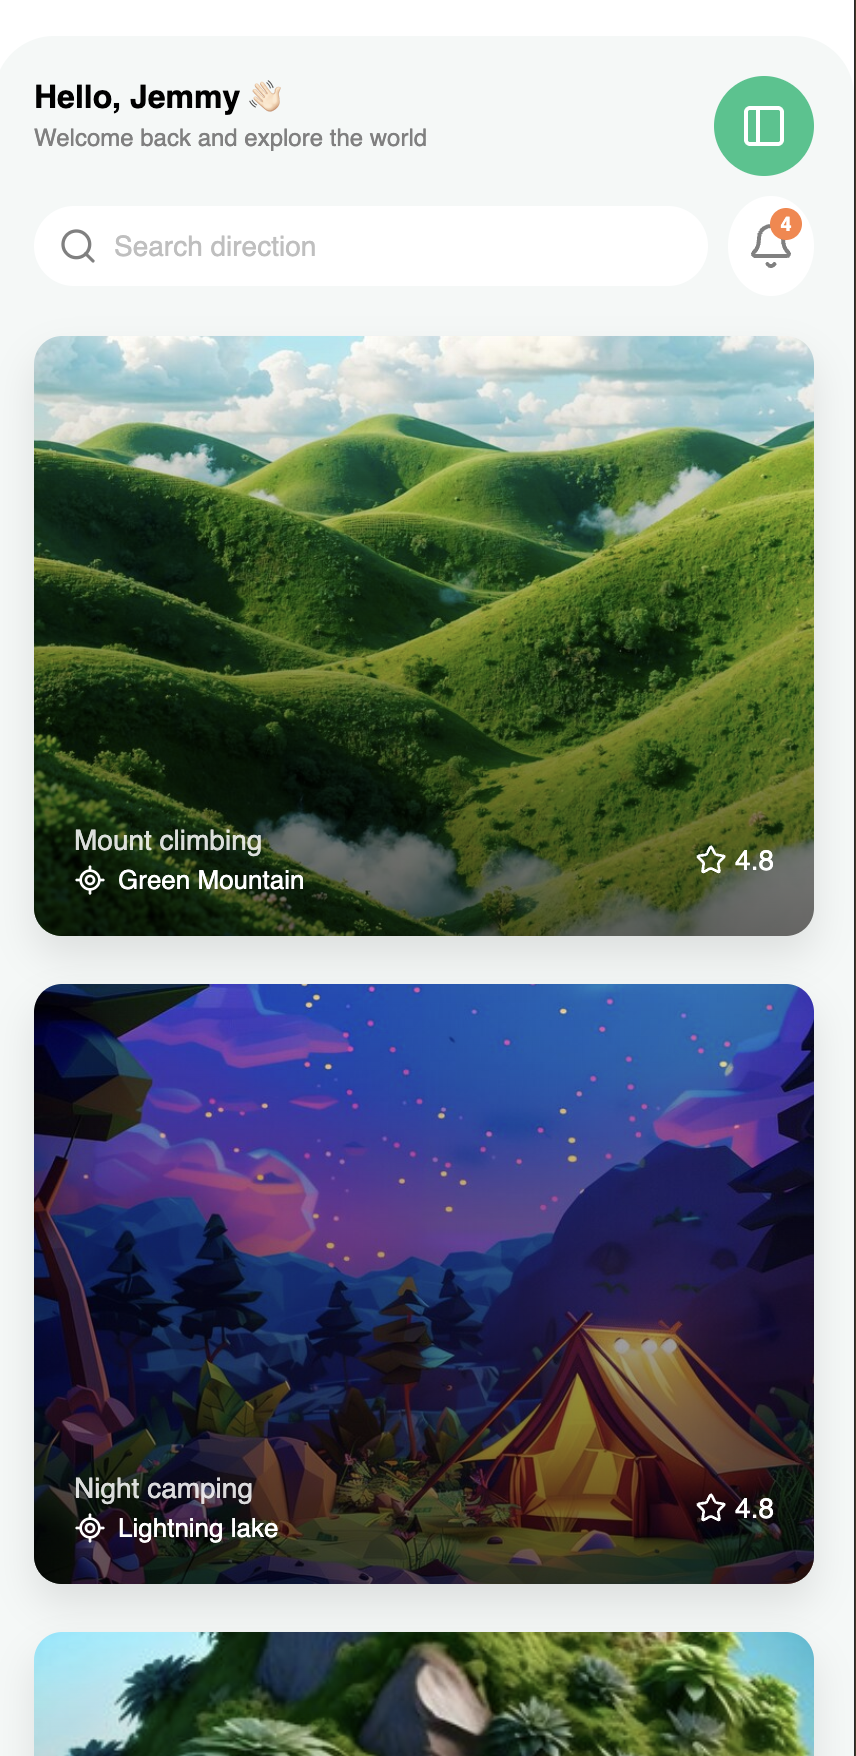 Hello, Jemmy 👋🏻
Welcome back and explore the world
Search direction
4
Mount climbing
Green Mountain
4.8
Night camping
Lightning lake
4.8